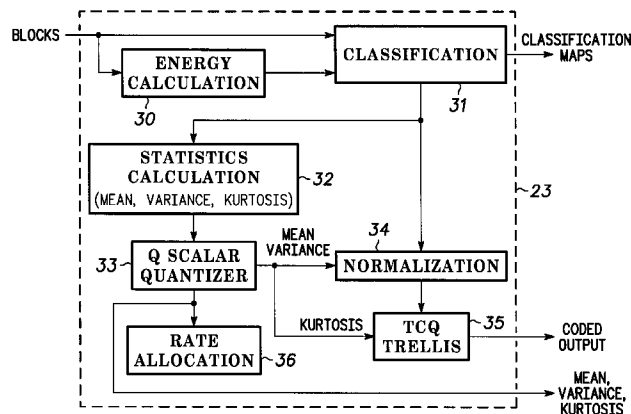 BLOCKS
ENERGY
CALCULATION
30
CLASSIFICATION
31
CLASSIFICATION
MAPS
STATISTICS
CALCULATION
(MEAN, VARIANCE, KURTOSIS)
32
23
33
Q SCALAR
QUANTIZER
MEAN
VARIANCE
34
NORMALIZATION
KURTOSIS
TCQ
TRELLIS
35
CODED
OUTPUT
RATE
ALLOCATION
36
MEAN,
VARIANCE,
KURTOSIS